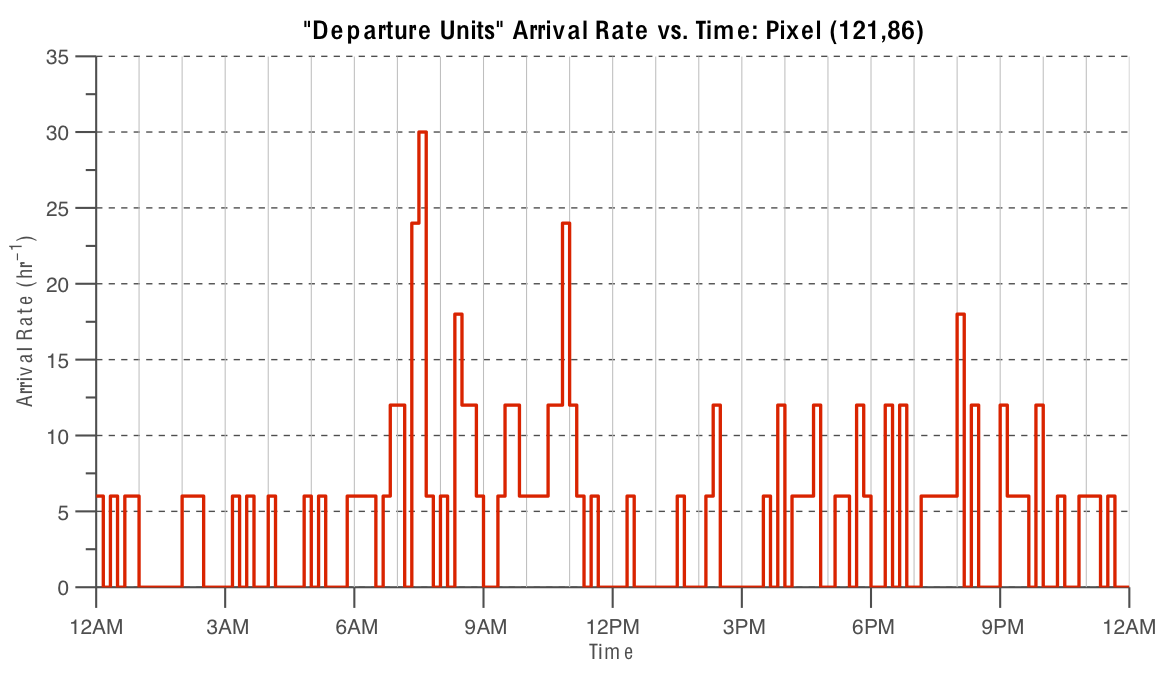 "Departure Units" Arrival Rate vs. Time: Pixel (121,86)
35
30
25
20
15
10
5
0
Arrival Rate (hr⁻¹)
12AM 3AM 6AM 9AM 12PM 3PM 6PM 9PM 12AM
Time